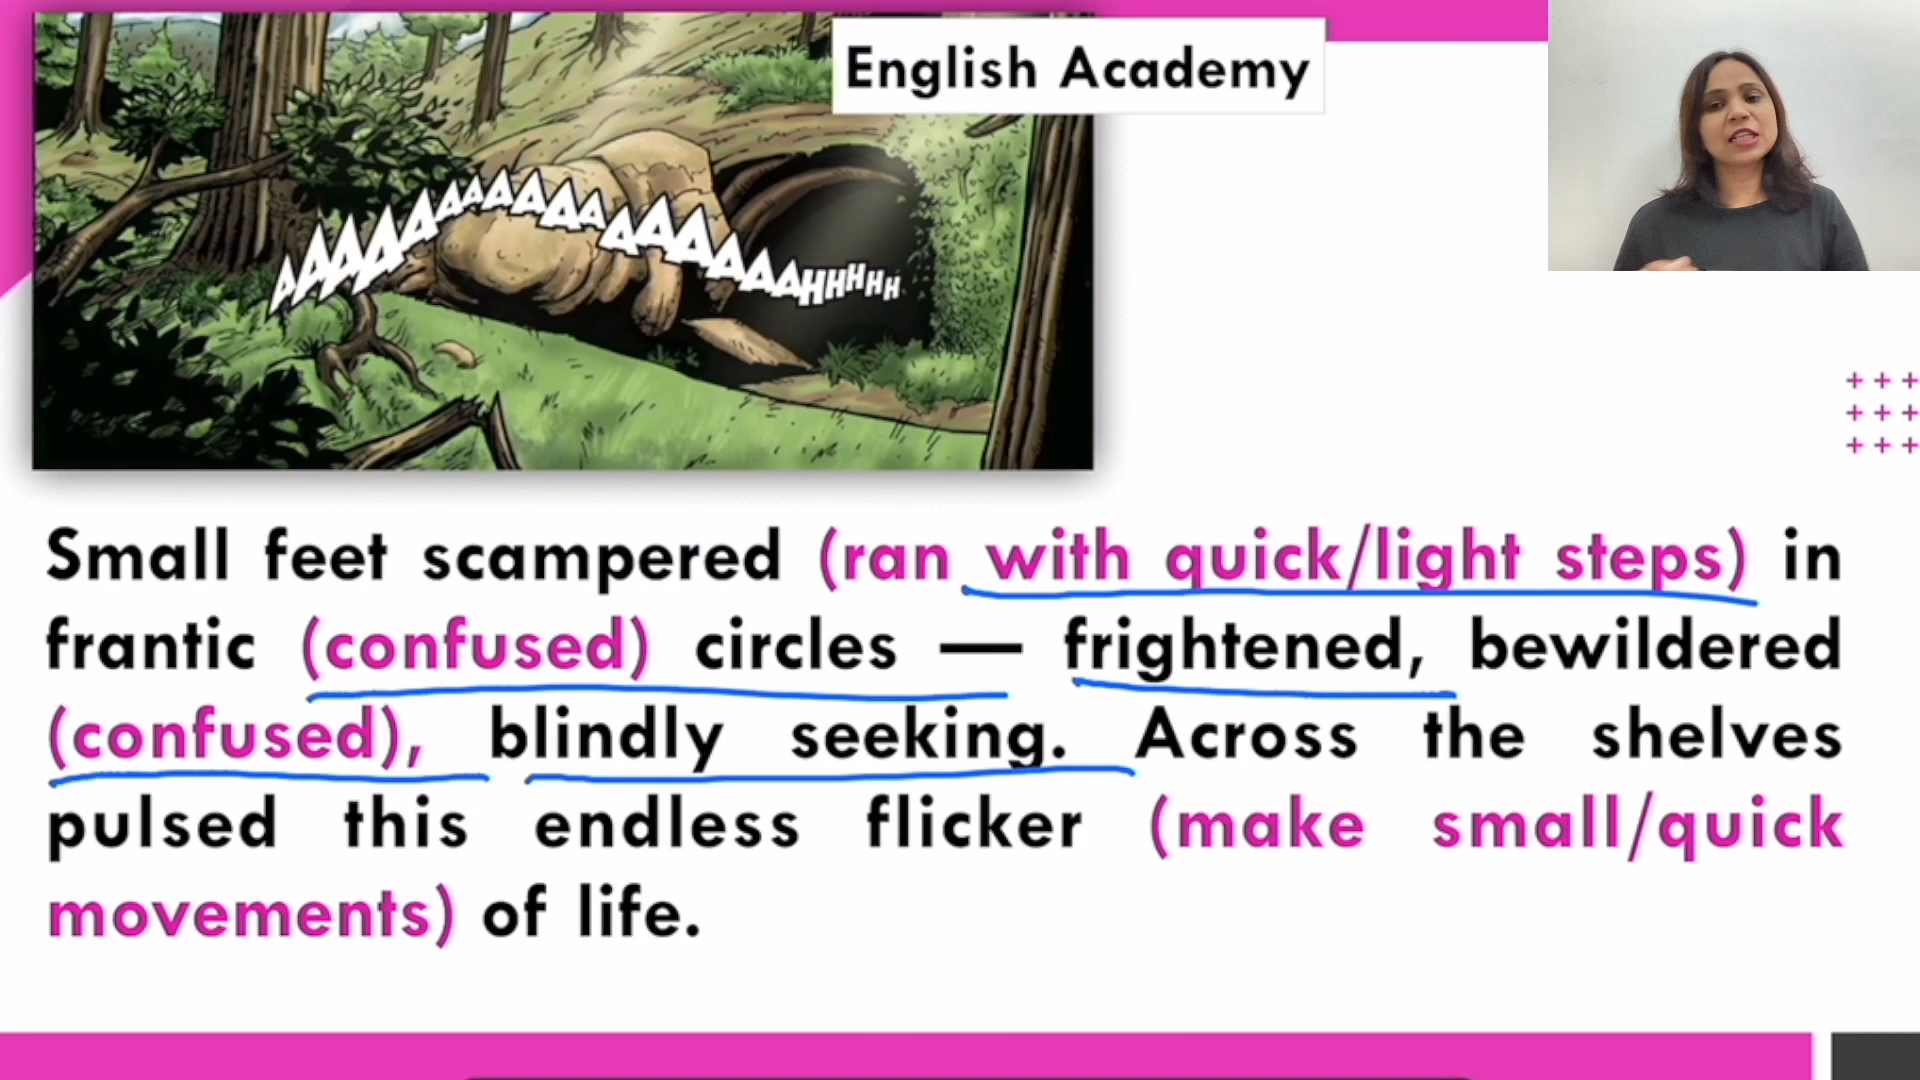 English Academy
AAAAAAAAAAAAAAAAAAAAAHHHHH
+ + +
+ + +
+ + +
Small feet scampered (ran with quick/light steps) in
frantic (confused) circles — frightened, bewildered
(confused), blindly seeking. Across the shelves
pulsed this endless flicker (make small/quick
movements) of life.